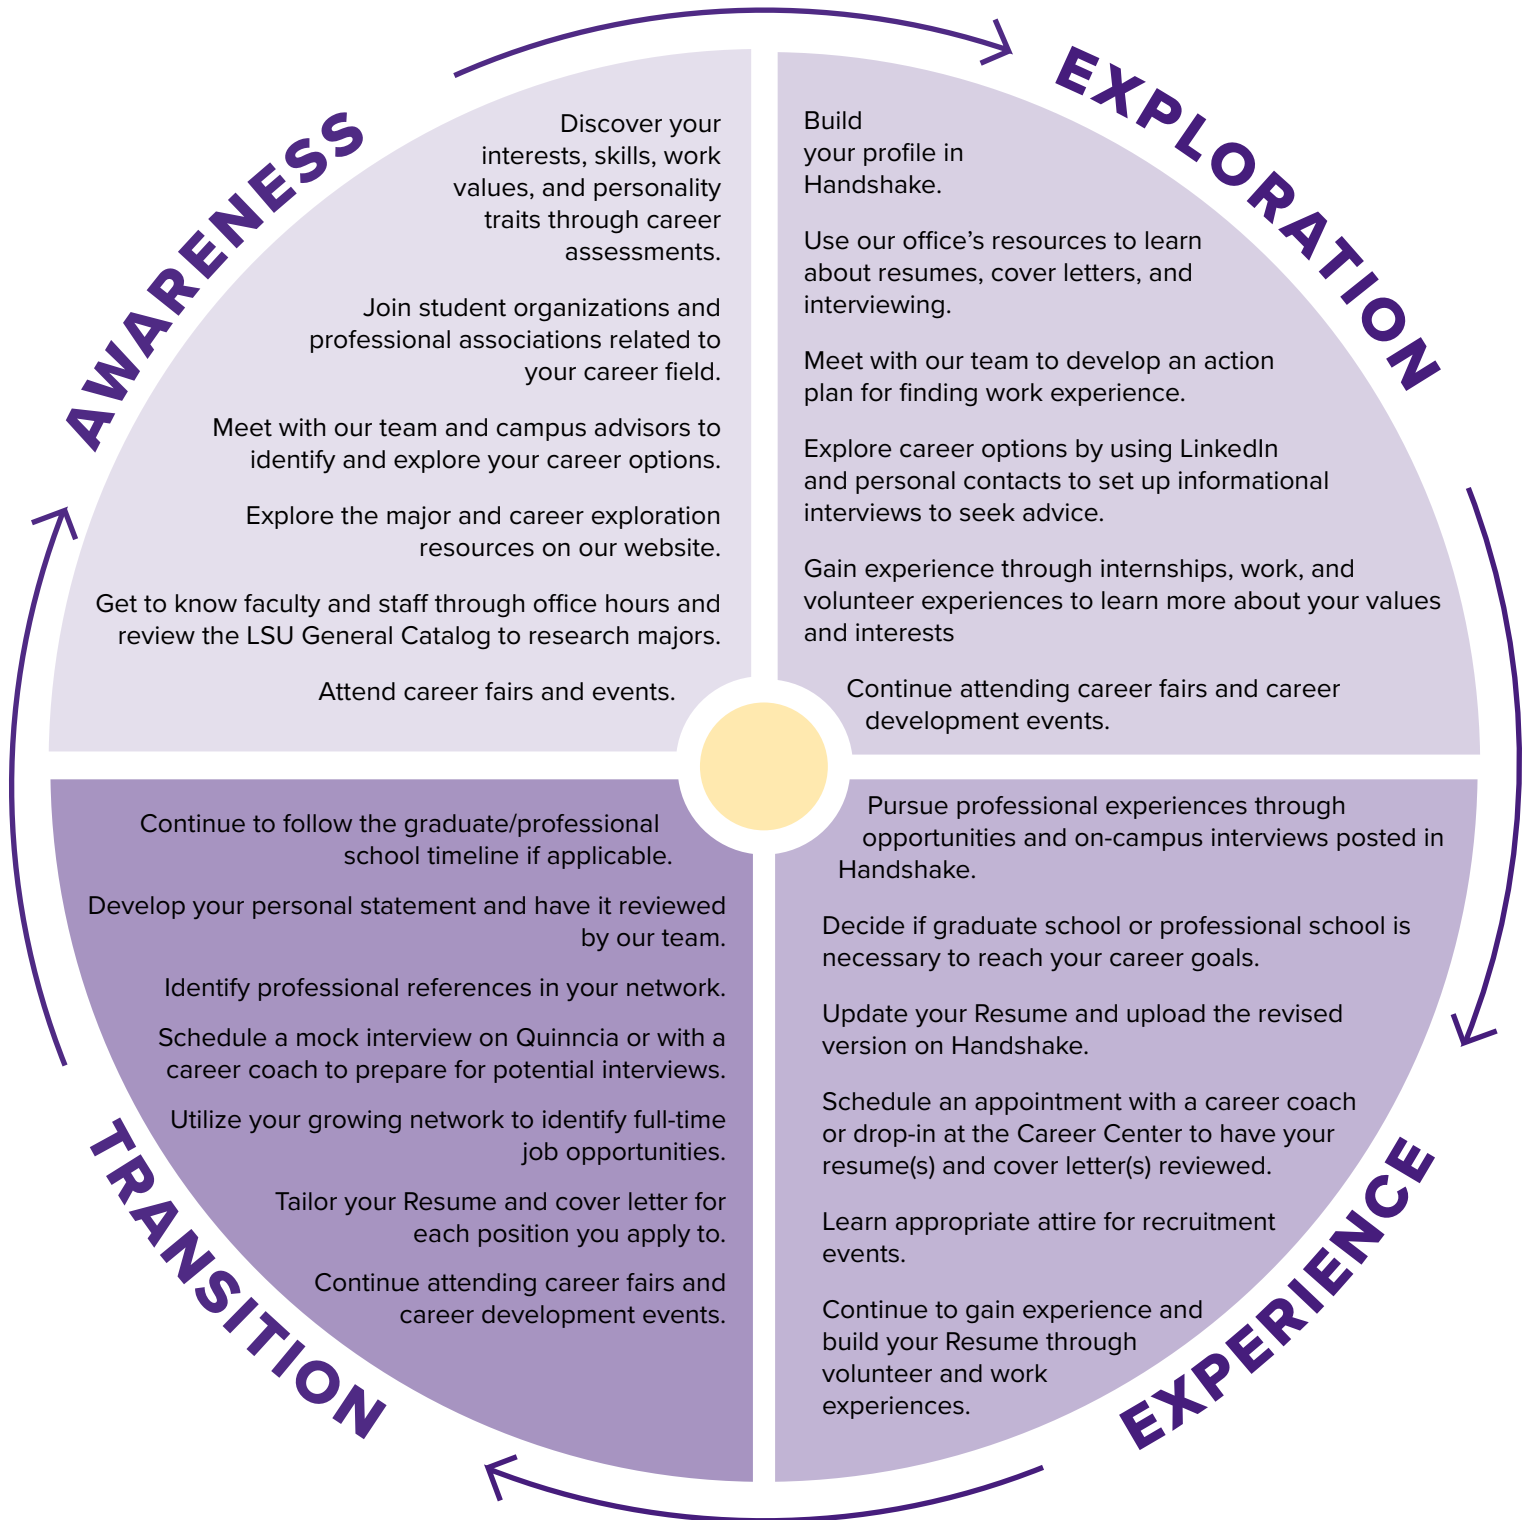 AWARENESS
Discover your
interests, skills, work
values, and personality
traits through career
assessments.
Join student organizations and
professional associations related to
your career field.
Meet with our team and campus advisors to
identify and explore your career options.
Explore the major and career exploration
resources on our website.
Get to know faculty and staff through office hours and
review the LSU General Catalog to research majors.
Attend career fairs and events.
EXPLORATION
Build
your profile in
Handshake.
Use our office’s resources to learn
about resumes, cover letters, and
interviewing.
Meet with our team to develop an action
plan for finding work experience.
Explore career options by using LinkedIn
and personal contacts to set up informational
interviews to seek advice.
Gain experience through internships, work, and
volunteer experiences to learn more about your values
and interests
Continue attending career fairs and career
development events.
EXPERIENCE
Pursue professional experiences through
opportunities and on-campus interviews posted in
Handshake.
Decide if graduate school or professional school is
necessary to reach your career goals.
Update your Resume and upload the revised
version on Handshake.
Schedule an appointment with a career coach
or drop-in at the Career Center to have your
resume(s) and cover letter(s) reviewed.
Learn appropriate attire for recruitment
events.
Continue to gain experience and
build your Resume through
volunteer and work
experiences.
TRANSITION
Continue to follow the graduate/professional
school timeline if applicable.
Develop your personal statement and have it reviewed
by our team.
Identify professional references in your network.
Schedule a mock interview on Quinncia or with a
career coach to prepare for potential interviews.
Utilize your growing network to identify full-time
job opportunities.
Tailor your Resume and cover letter for
each position you apply to.
Continue attending career fairs and
career development events.